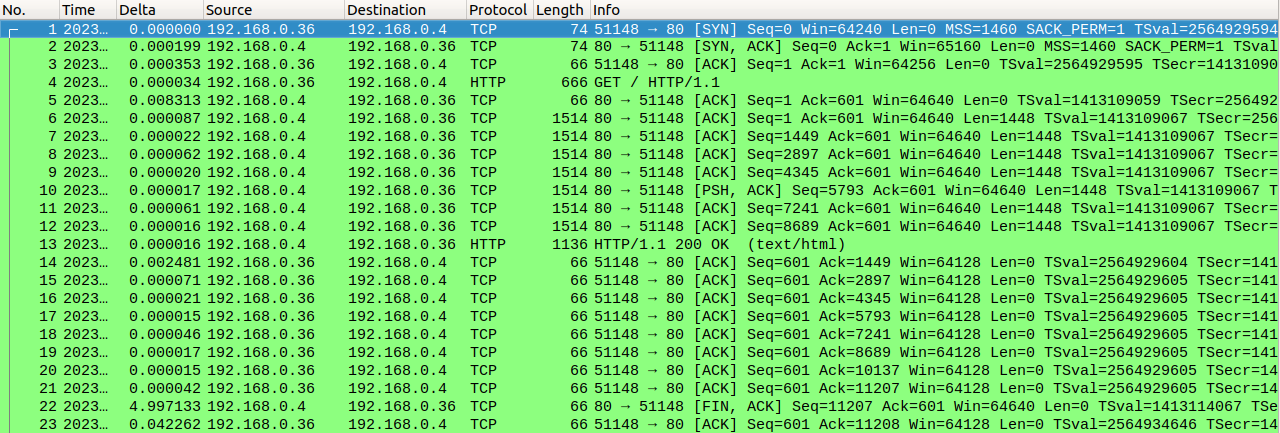 No. Time Delta Source Destination Protocol Length Info
1 2023… 0.000000 192.168.0.36 192.168.0.4 TCP 74 51148 → 80 [SYN] Seq=0 Win=64240 Len=0 MSS=1460 SACK_PERM=1 TSval=2564929594
2 2023… 0.000199 192.168.0.4 192.168.0.36 TCP 74 80 → 51148 [SYN, ACK] Seq=0 Ack=1 Win=65160 Len=0 MSS=1460 SACK_PERM=1 TSval
3 2023… 0.000353 192.168.0.36 192.168.0.4 TCP 66 51148 → 80 [ACK] Seq=1 Ack=1 Win=64256 Len=0 TSval=2564929595 TSecr=14131090
4 2023… 0.000034 192.168.0.36 192.168.0.4 HTTP 666 GET / HTTP/1.1
5 2023… 0.008313 192.168.0.4 192.168.0.36 TCP 66 80 → 51148 [ACK] Seq=1 Ack=601 Win=64640 Len=0 TSval=1413109059 TSecr=256492
6 2023… 0.000087 192.168.0.4 192.168.0.36 TCP 1514 80 → 51148 [ACK] Seq=1 Ack=601 Win=64640 Len=1448 TSval=1413109067 TSecr=256
7 2023… 0.000022 192.168.0.4 192.168.0.36 TCP 1514 80 → 51148 [ACK] Seq=1449 Ack=601 Win=64640 Len=1448 TSval=1413109067 TSecr=
8 2023… 0.000062 192.168.0.4 192.168.0.36 TCP 1514 80 → 51148 [ACK] Seq=2897 Ack=601 Win=64640 Len=1448 TSval=1413109067 TSecr=
9 2023… 0.000020 192.168.0.4 192.168.0.36 TCP 1514 80 → 51148 [ACK] Seq=4345 Ack=601 Win=64640 Len=1448 TSval=1413109067 TSecr=
10 2023… 0.000017 192.168.0.4 192.168.0.36 TCP 1514 80 → 51148 [PSH, ACK] Seq=5793 Ack=601 Win=64640 Len=1448 TSval=1413109067 T
11 2023… 0.000061 192.168.0.4 192.168.0.36 TCP 1514 80 → 51148 [ACK] Seq=7241 Ack=601 Win=64640 Len=1448 TSval=1413109067 TSecr=
12 2023… 0.000016 192.168.0.4 192.168.0.36 TCP 1514 80 → 51148 [ACK] Seq=8689 Ack=601 Win=64640 Len=1448 TSval=1413109067 TSecr=
13 2023… 0.000016 192.168.0.4 192.168.0.36 HTTP 1136 HTTP/1.1 200 OK (text/html)
14 2023… 0.002481 192.168.0.36 192.168.0.4 TCP 66 51148 → 80 [ACK] Seq=601 Ack=1449 Win=64128 Len=0 TSval=2564929604 TSecr=141
15 2023… 0.000071 192.168.0.36 192.168.0.4 TCP 66 51148 → 80 [ACK] Seq=601 Ack=2897 Win=64128 Len=0 TSval=2564929605 TSecr=141
16 2023… 0.000021 192.168.0.36 192.168.0.4 TCP 66 51148 → 80 [ACK] Seq=601 Ack=4345 Win=64128 Len=0 TSval=2564929605 TSecr=141
17 2023… 0.000015 192.168.0.36 192.168.0.4 TCP 66 51148 → 80 [ACK] Seq=601 Ack=5793 Win=64128 Len=0 TSval=2564929605 TSecr=141
18 2023… 0.000046 192.168.0.36 192.168.0.4 TCP 66 51148 → 80 [ACK] Seq=601 Ack=7241 Win=64128 Len=0 TSval=2564929605 TSecr=141
19 2023… 0.000017 192.168.0.36 192.168.0.4 TCP 66 51148 → 80 [ACK] Seq=601 Ack=8689 Win=64128 Len=0 TSval=2564929605 TSecr=141
20 2023… 0.000015 192.168.0.36 192.168.0.4 TCP 66 51148 → 80 [ACK] Seq=601 Ack=10137 Win=64128 Len=0 TSval=2564929605 TSecr=14
21 2023… 0.000042 192.168.0.36 192.168.0.4 TCP 66 51148 → 80 [ACK] Seq=601 Ack=11207 Win=64128 Len=0 TSval=2564929605 TSecr=14
22 2023… 4.997133 192.168.0.4 192.168.0.36 TCP 66 80 → 51148 [FIN, ACK] Seq=11207 Ack=601 Win=64640 Len=0 TSval=1413114067 TSe
23 2023… 0.042262 192.168.0.36 192.168.0.4 TCP 66 51148 → 80 [ACK] Seq=601 Ack=11208 Win=64128 Len=0 TSval=2564934646 TSecr=14